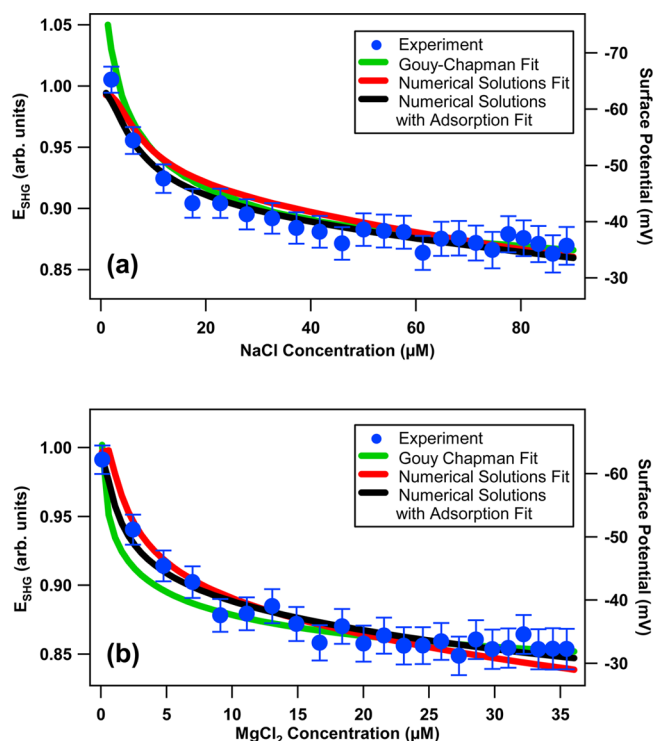 1.05
1.00
0.95
0.90
0.85
E_SHG (arb. units)
Experiment
Gouy-Chapman Fit
Numerical Solutions Fit
Numerical Solutions
with Adsorption Fit
-70
-60
-50
-40
-30
Surface Potential (mV)
(a)
0
20
40
60
80
NaCl Concentration (µM)
1.00
0.95
0.90
0.85
E_SHG (arb. units)
Experiment
Gouy Chapman Fit
Numerical Solutions Fit
Numerical Solutions
with Adsorption Fit
-60
-50
-40
-30
Surface Potential (mV)
(b)
0
5
10
15
20
25
30
35
MgCl₂ Concentration (µM)